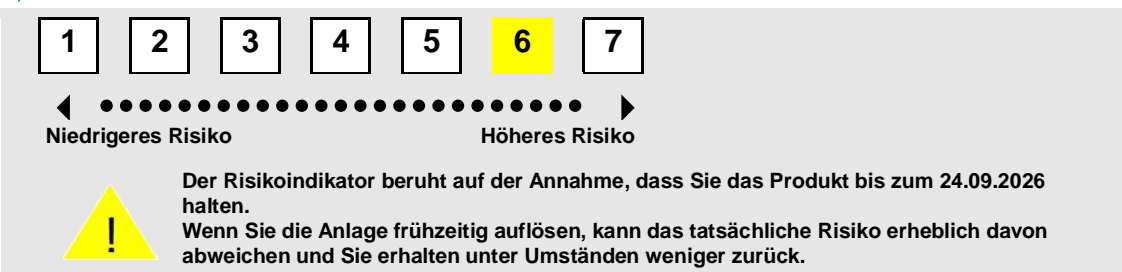 1 2 3 4 5 6 7
Niedrigeres Risiko Höheres Risiko
Der Risikoindikator beruht auf der Annahme, dass Sie das Produkt bis zum 24.09.2026
halten.
Wenn Sie die Anlage frühzeitig auflösen, kann das tatsächliche Risiko erheblich davon
abweichen und Sie erhalten unter Umständen weniger zurück.
!